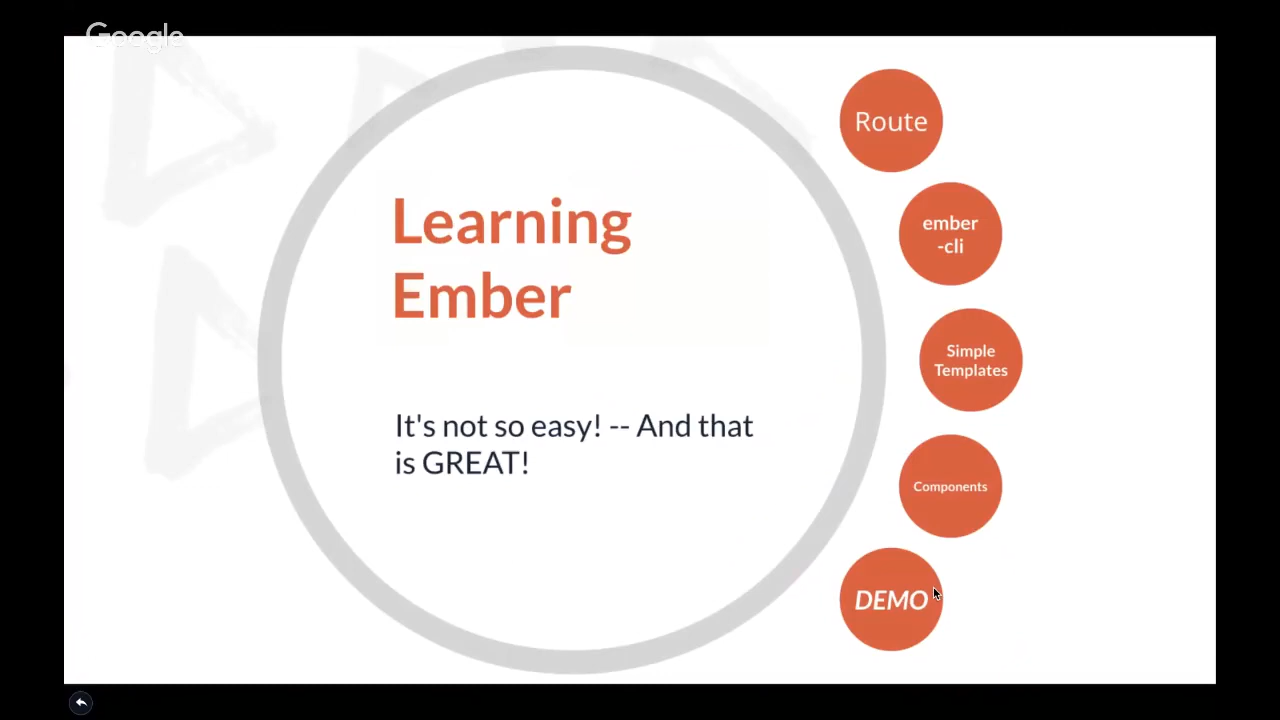 Google
Learning
Ember
It's not so easy! -- And that
is GREAT!
Route
ember
-cli
Simple
Templates
Components
DEMO